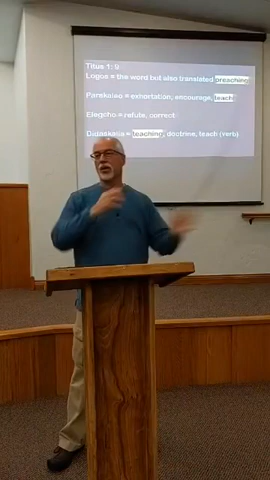 Titus 1: 9
Logos = the word but also translated preaching
Parakaleo = exhortation, encourage, teach
Elegcho = refute, correct
Didaskalia = teaching, doctrine, teach (verb)